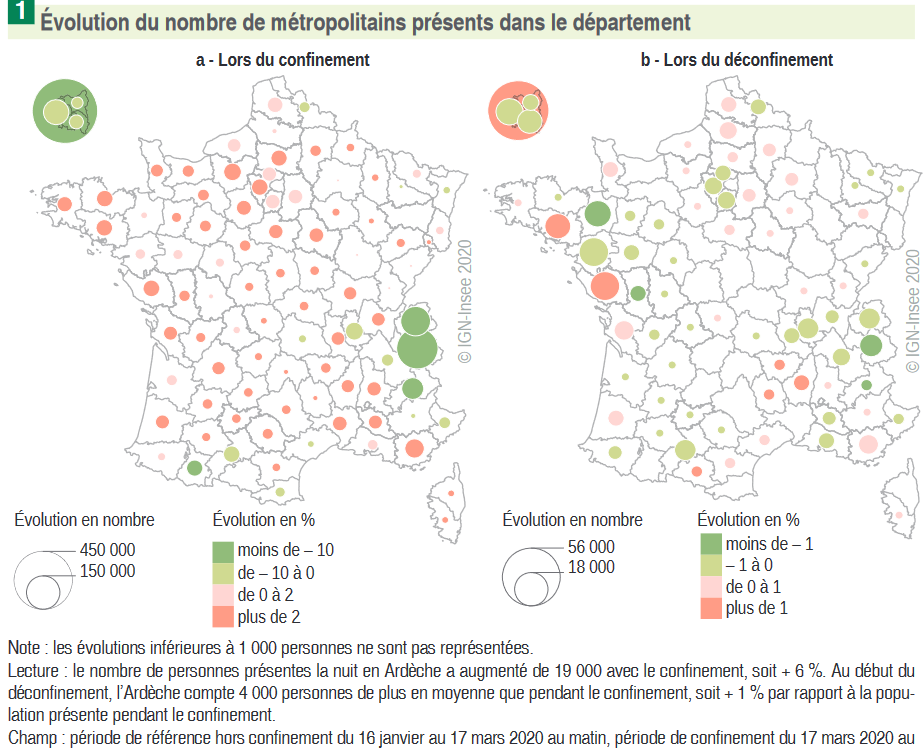 1 Évolution du nombre de métropolitains présents dans le département
a - Lors du confinement
b - Lors du déconfinement
© IGN-Insee 2020
© IGN-Insee 2020
Évolution en nombre
450 000
150 000
Évolution en %
moins de – 10
de – 10 à 0
de 0 à 2
plus de 2
Évolution en nombre
56 000
18 000
Évolution en %
moins de – 1
– 1 à 0
de 0 à 1
plus de 1
Note : les évolutions inférieures à 1 000 personnes ne sont pas représentées.
Lecture : le nombre de personnes présentes la nuit en Ardèche a augmenté de 19 000 avec le confinement, soit + 6 %. Au début du
déconfinement, l’Ardèche compte 4 000 personnes de plus en moyenne que pendant le confinement, soit + 1 % par rapport à la popu-
lation présente pendant le confinement.
Champ : période de référence hors confinement du 16 janvier au 17 mars 2020 au matin, période de confinement du 17 mars 2020 au